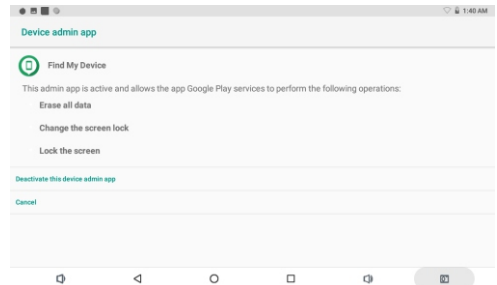 1:40 AM
Device admin app
Find My Device
This admin app is active and allows the app Google Play services to perform the following operations:
Erase all data
Change the screen lock
Lock the screen
Deactivate this device admin app
Cancel